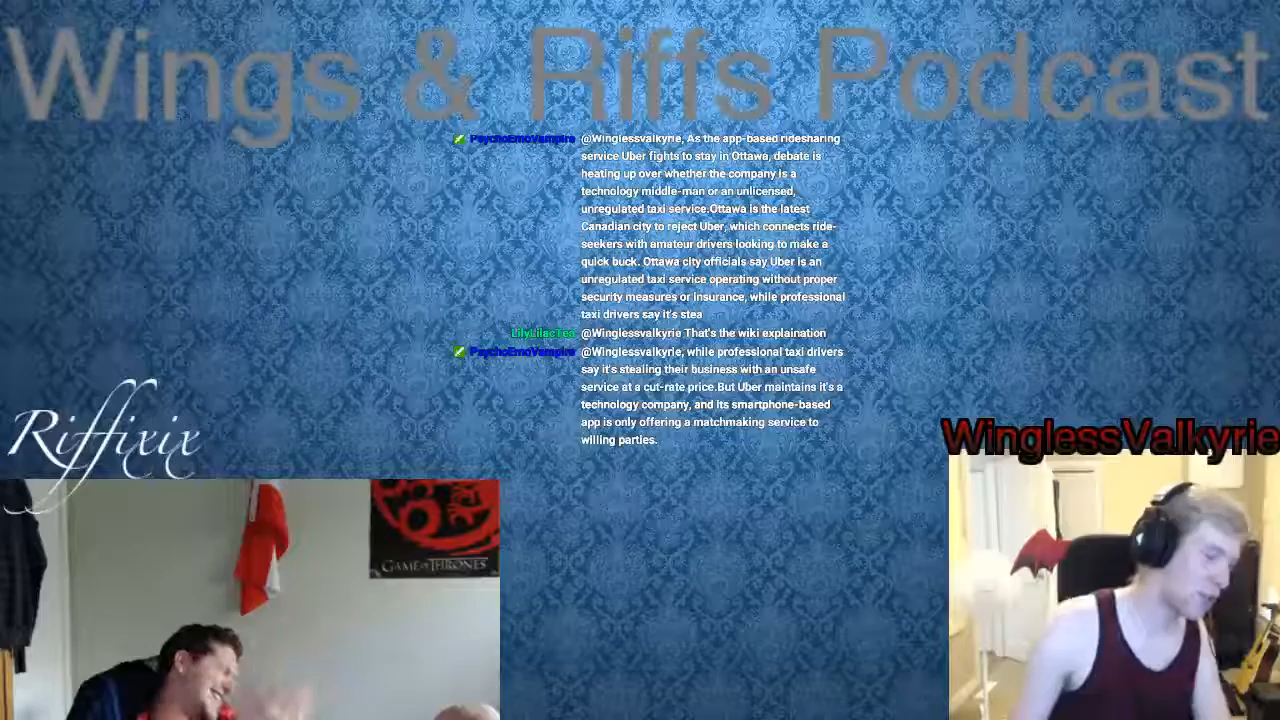 Wings & Riffs Podcast
PsychoEmoVampire @Winglessvalkyrie, As the app-based ridesharing
service Uber fights to stay in Ottawa, debate is
heating up over whether the company is a
technology middle-man or an unlicensed,
unregulated taxi service.Ottawa is the latest
Canadian city to reject Uber, which connects ride-
seekers with amateur drivers looking to make a
quick buck. Ottawa city officials say Uber is an
unregulated taxi service operating without proper
security measures or insurance, while professional
taxi drivers say it's stea
LilyLilacTea @Winglessvalkyrie That's the wiki explaination
PsychoEmoVampire @Winglessvalkyrie, while professional taxi drivers
say it's stealing their business with an unsafe
service at a cut-rate price.But Uber maintains it's a
technology company, and its smartphone-based
app is only offering a matchmaking service to
willing parties.
Riffixix
WinglessValkyrie
GAME OF THRONES